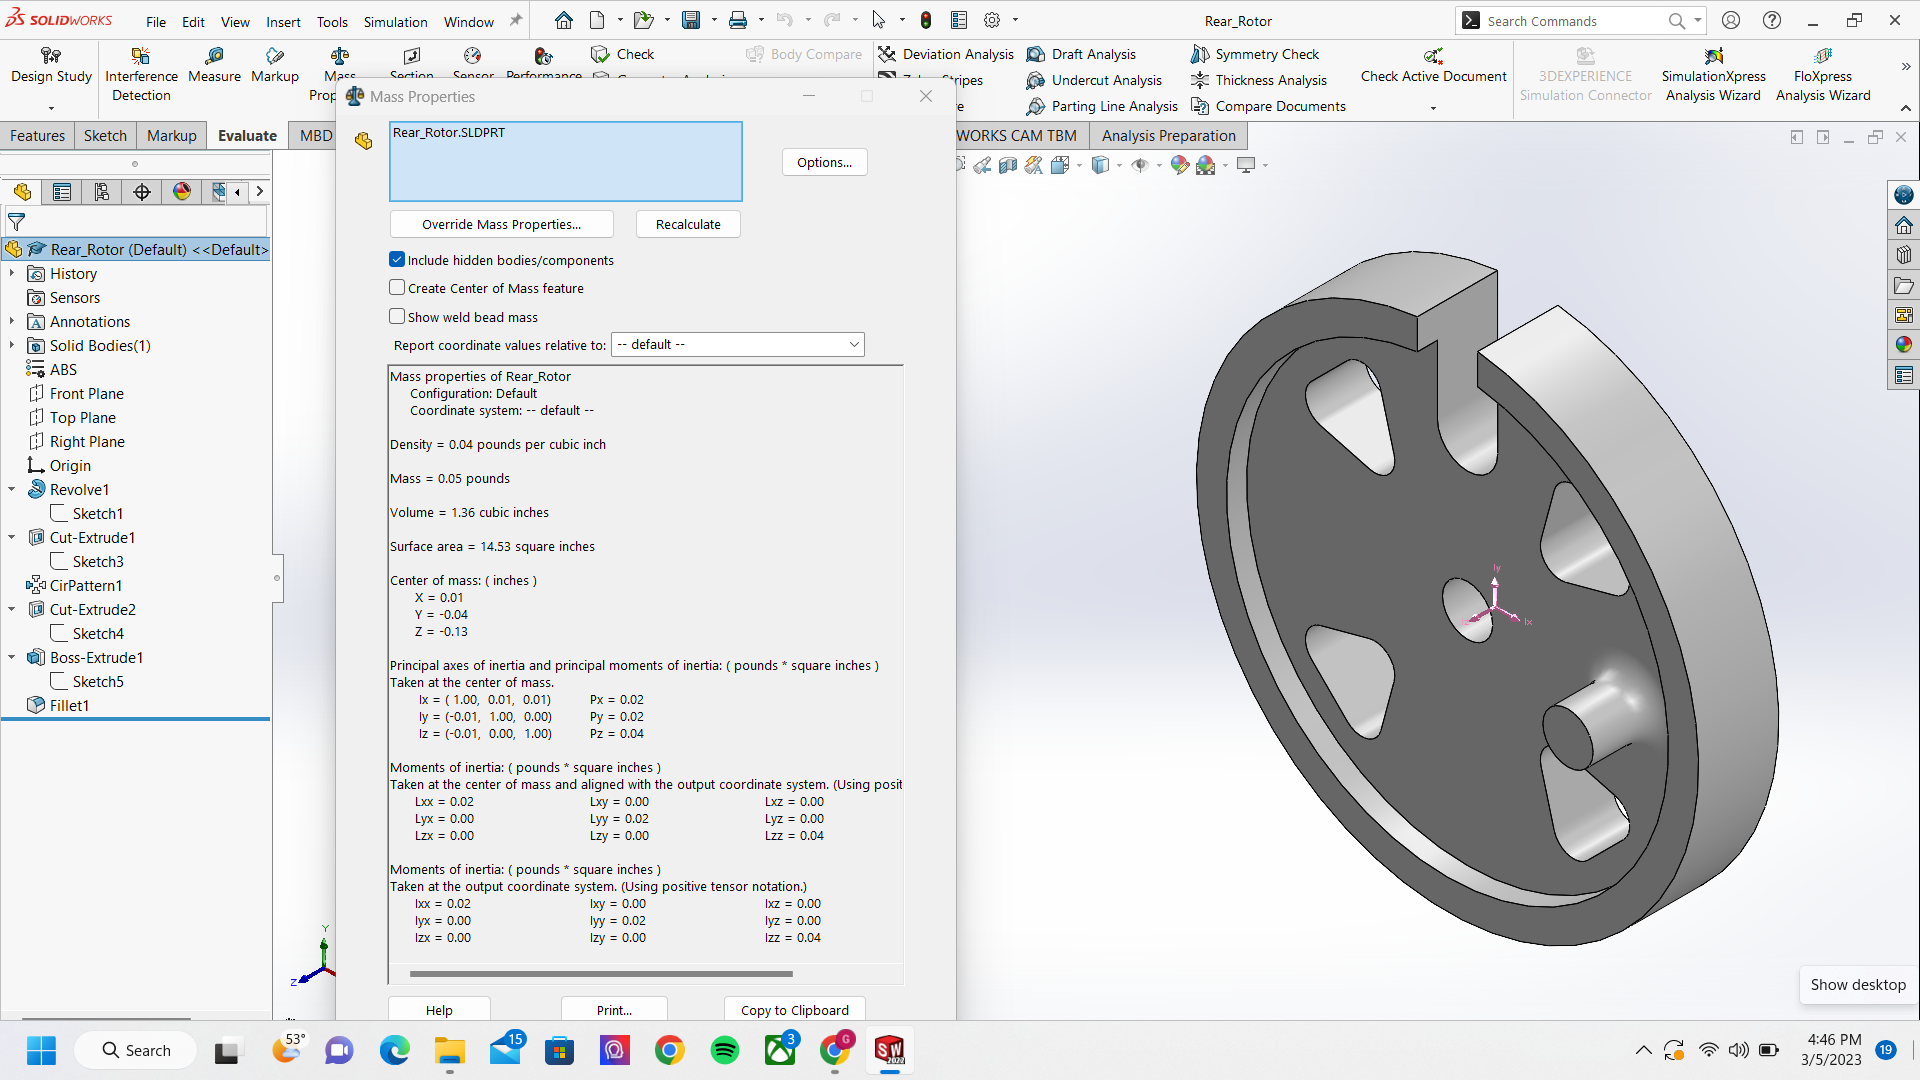 SOLIDWORKS File Edit View Insert Tools Simulation Window Rear_Rotor Search Commands
Design Study
Interference Detection
Measure
Markup
Mass Prop
Section
Sensor
Performance
Check
Body Compare
Deviation Analysis
Draft Analysis
Undercut Analysis
Parting Line Analysis
Symmetry Check
Thickness Analysis
Compare Documents
Check Active Document
3DEXPERIENCE Simulation Connector
SimulationXpress Analysis Wizard
FloXpress Analysis Wizard
Features Sketch Markup Evaluate MBD WORKS CAM TBM Analysis Preparation
Rear_Rotor (Default) <<Default>
History
Sensors
Annotations
Solid Bodies(1)
ABS
Front Plane
Top Plane
Right Plane
Origin
Revolve1
Sketch1
Cut-Extrude1
Sketch3
CirPattern1
Cut-Extrude2
Sketch4
Boss-Extrude1
Sketch5
Fillet1
Mass Properties
Rear_Rotor.SLDPRT
Options...
Override Mass Properties... Recalculate
Include hidden bodies/components
Create Center of Mass feature
Show weld bead mass
Report coordinate values relative to: -- default --
Mass properties of Rear_Rotor
Configuration: Default
Coordinate system: -- default --
Density = 0.04 pounds per cubic inch
Mass = 0.05 pounds
Volume = 1.36 cubic inches
Surface area = 14.53 square inches
Center of mass: ( inches )
X = 0.01
Y = -0.04
Z = -0.13
Principal axes of inertia and principal moments of inertia: ( pounds * square inches )
Taken at the center of mass.
Ix = ( 1.00, 0.01, 0.01) Px = 0.02
Iy = (-0.01, 1.00, 0.00) Py = 0.02
Iz = (-0.01, 0.00, 1.00) Pz = 0.04
Moments of inertia: ( pounds * square inches )
Taken at the center of mass and aligned with the output coordinate system. (Using posit
Lxx = 0.02 Lxy = 0.00 Lxz = 0.00
Lyx = 0.00 Lyy = 0.02 Lyz = 0.00
Lzx = 0.00 Lzy = 0.00 Lzz = 0.04
Moments of inertia: ( pounds * square inches )
Taken at the output coordinate system. (Using positive tensor notation.)
Ixx = 0.02 Ixy = 0.00 Ixz = 0.00
Iyx = 0.00 Iyy = 0.02 Iyz = 0.00
Izx = 0.00 Izy = 0.00 Izz = 0.04
Help Print... Copy to Clipboard
Y
Z
Iy
Ix
Show desktop
Search
53°
15
3
G
SW
2022
4:46 PM
3/5/2023
19